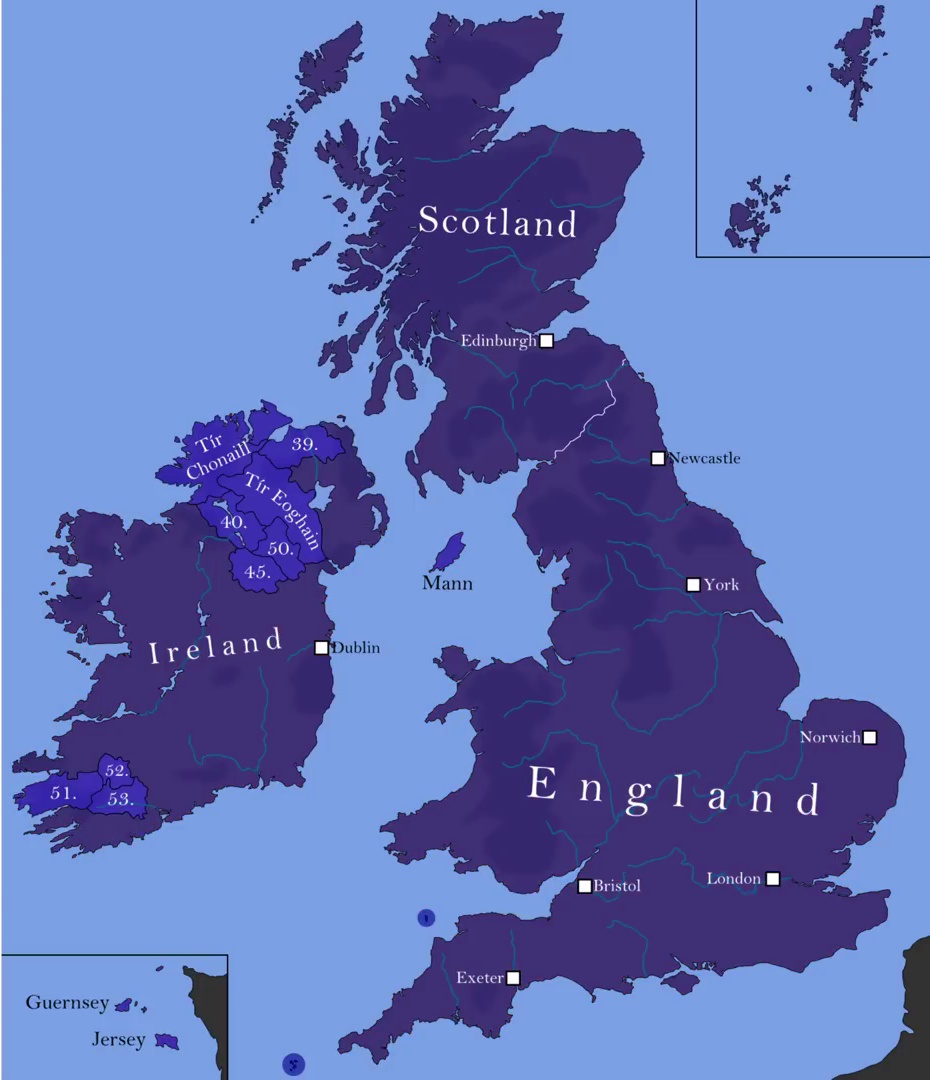 Scotland
Edinburgh
Tír
Chonaill
39.
Tír Eoghain
Newcastle
40.
50.
45.
Mann
York
Ireland
Dublin
Norwich
52.
51.
53.
England
London
Bristol
Exeter
Guernsey
Jersey